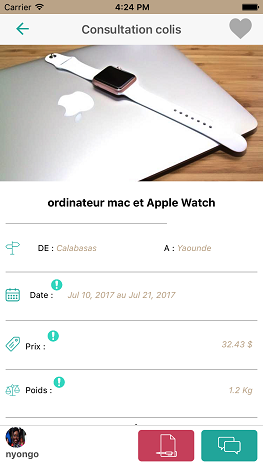 Carrier 4:24 PM
Consultation colis
ordinateur mac et Apple Watch
DE : Calabasas A : Yaounde
Date : Jul 10, 2017 au Jul 21, 2017
Prix : 32.43 $
Poids : 1.2 Kg
nyongo